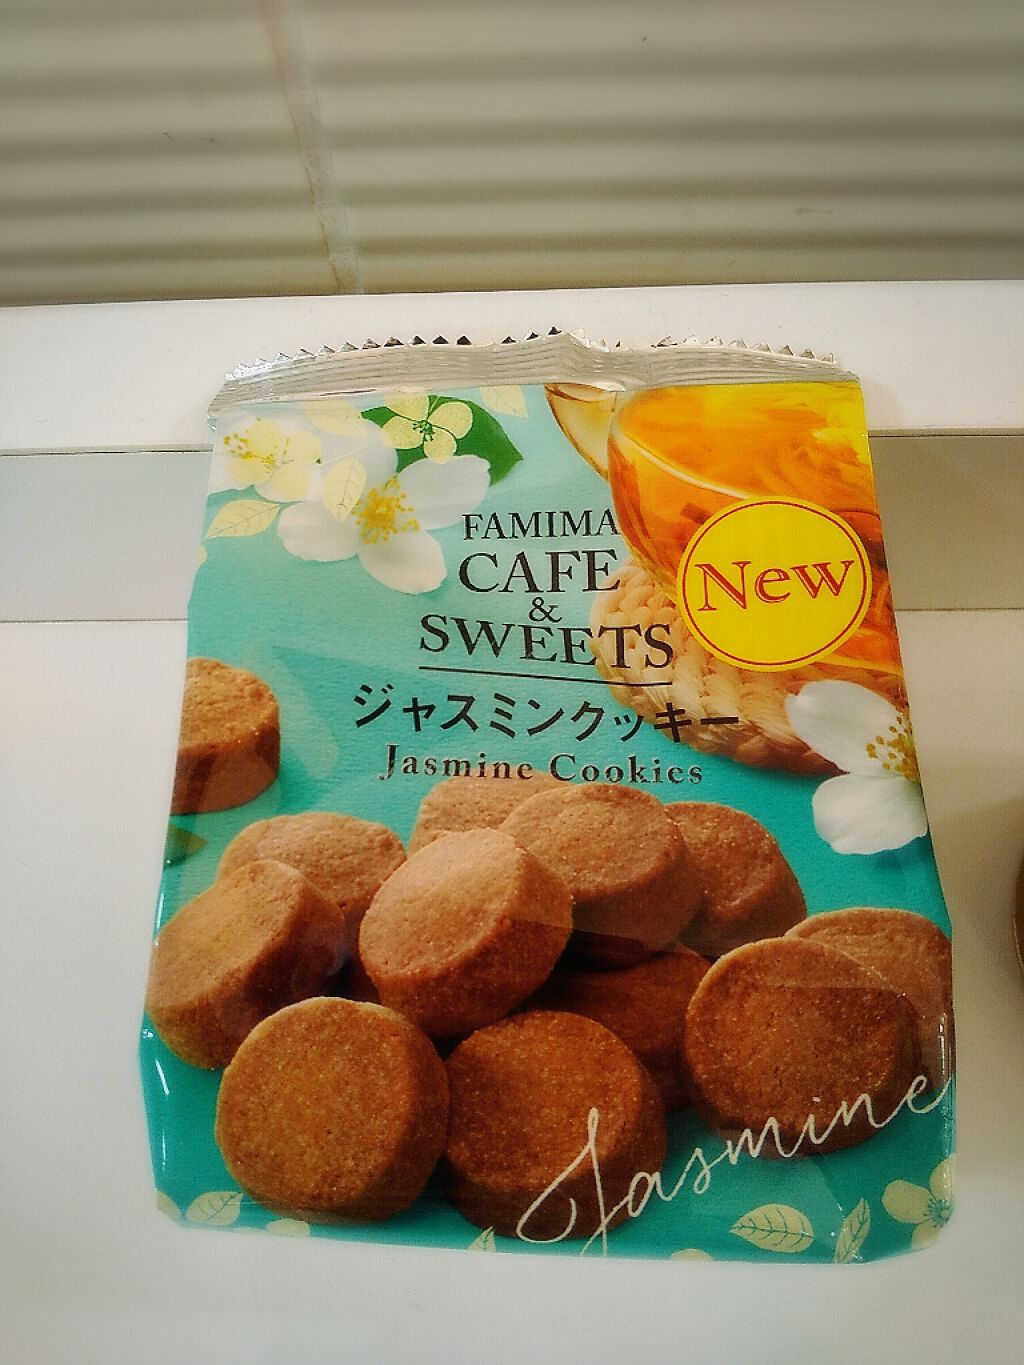 FAMIMA
CAFE
&
SWEETS
New
ジャスミンクッキー
Jasmine Cookies
Jasmine